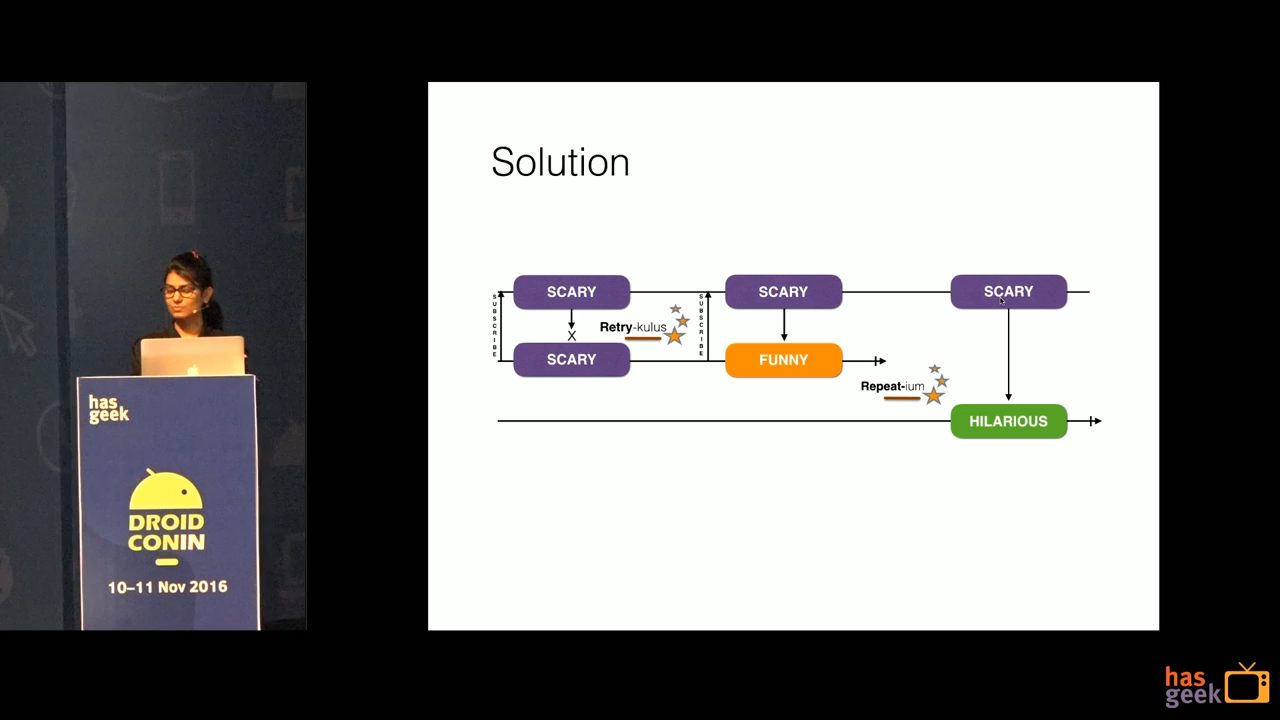 Solution
SCARY
SCARY
SCARY
SUBSCRIBE
X
Retry-kulus
SUBSCRIBE
SCARY
FUNNY
Repeat-ium
HILARIOUS
has
geek
DROID
CONIN
10–11 Nov 2016
has
geek